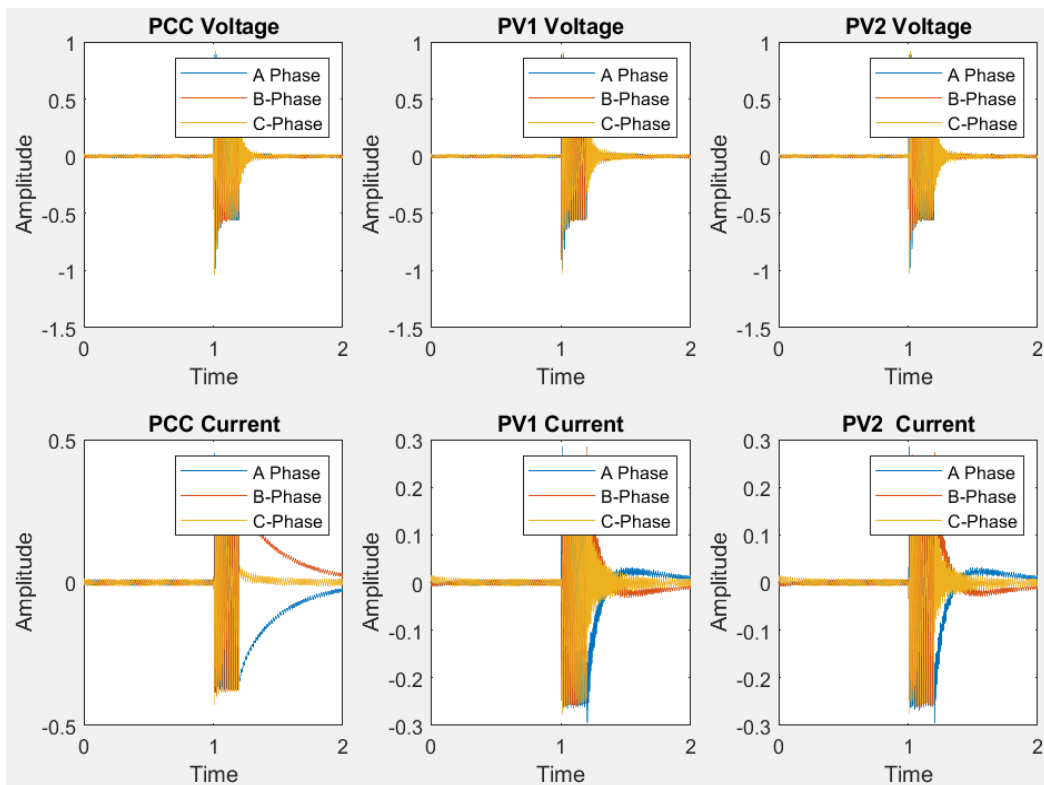 PCC Voltage
1
0.5
0
-0.5
-1
-1.5
Amplitude
0 1 2
Time
A Phase
B-Phase
C-Phase
PV1 Voltage
1
0.5
0
-0.5
-1
-1.5
Amplitude
0 1 2
Time
A Phase
B-Phase
C-Phase
PV2 Voltage
1
0.5
0
-0.5
-1
-1.5
Amplitude
0 1 2
Time
A Phase
B-Phase
C-Phase
PCC Current
0.5
0
-0.5
Amplitude
0 1 2
Time
A Phase
B-Phase
C-Phase
PV1 Current
0.3
0.2
0.1
0
-0.1
-0.2
-0.3
Amplitude
0 1 2
Time
A Phase
B-Phase
C-Phase
PV2 Current
0.3
0.2
0.1
0
-0.1
-0.2
-0.3
Amplitude
0 1 2
Time
A Phase
B-Phase
C-Phase